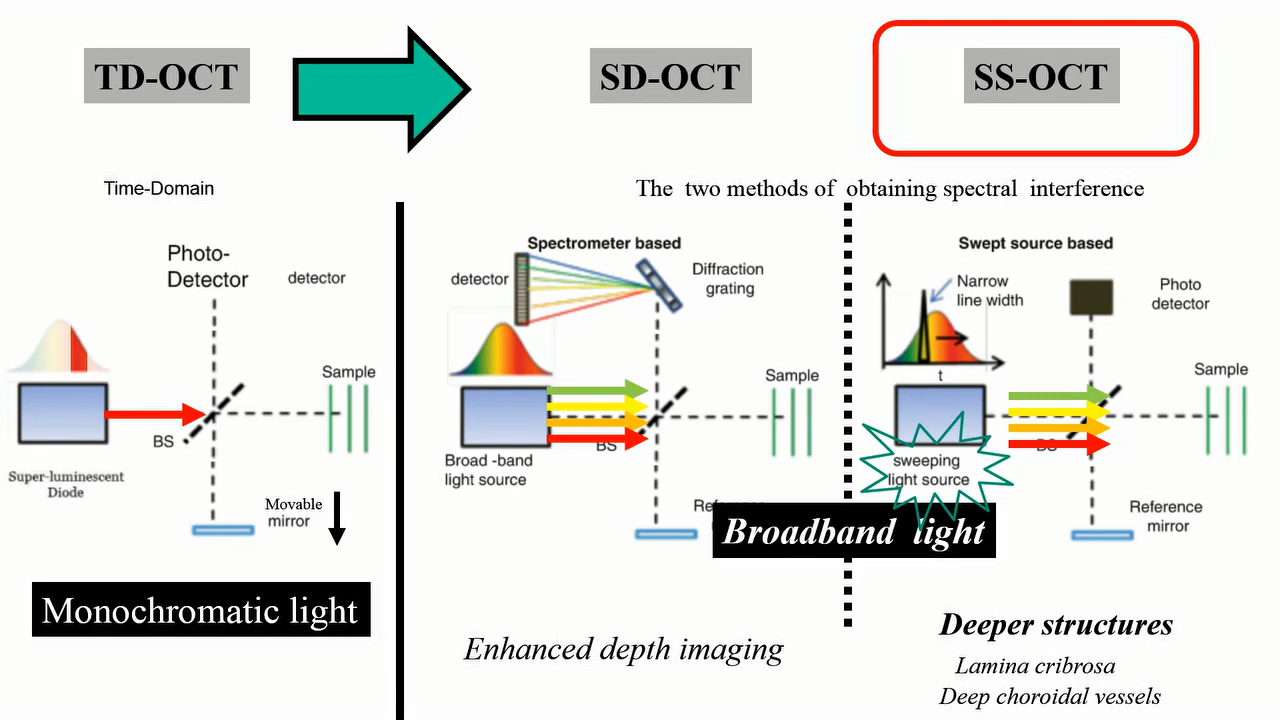 TD-OCT
SD-OCT
SS-OCT
Time-Domain
The two methods of obtaining spectral interference
Photo-
Detector
detector
Sample
BS
Super-luminescent
Diode
Movable
mirror
Monochromatic light
Spectrometer based
detector
Diffraction
grating
Sample
BS
Broad -band
light source
Swept source based
Narrow
line width
Photo
detector
t
Sample
BS
sweeping
light source
Reference
mirror
Broadband light
Enhanced depth imaging
Deeper structures
Lamina cribrosa
Deep choroidal vessels